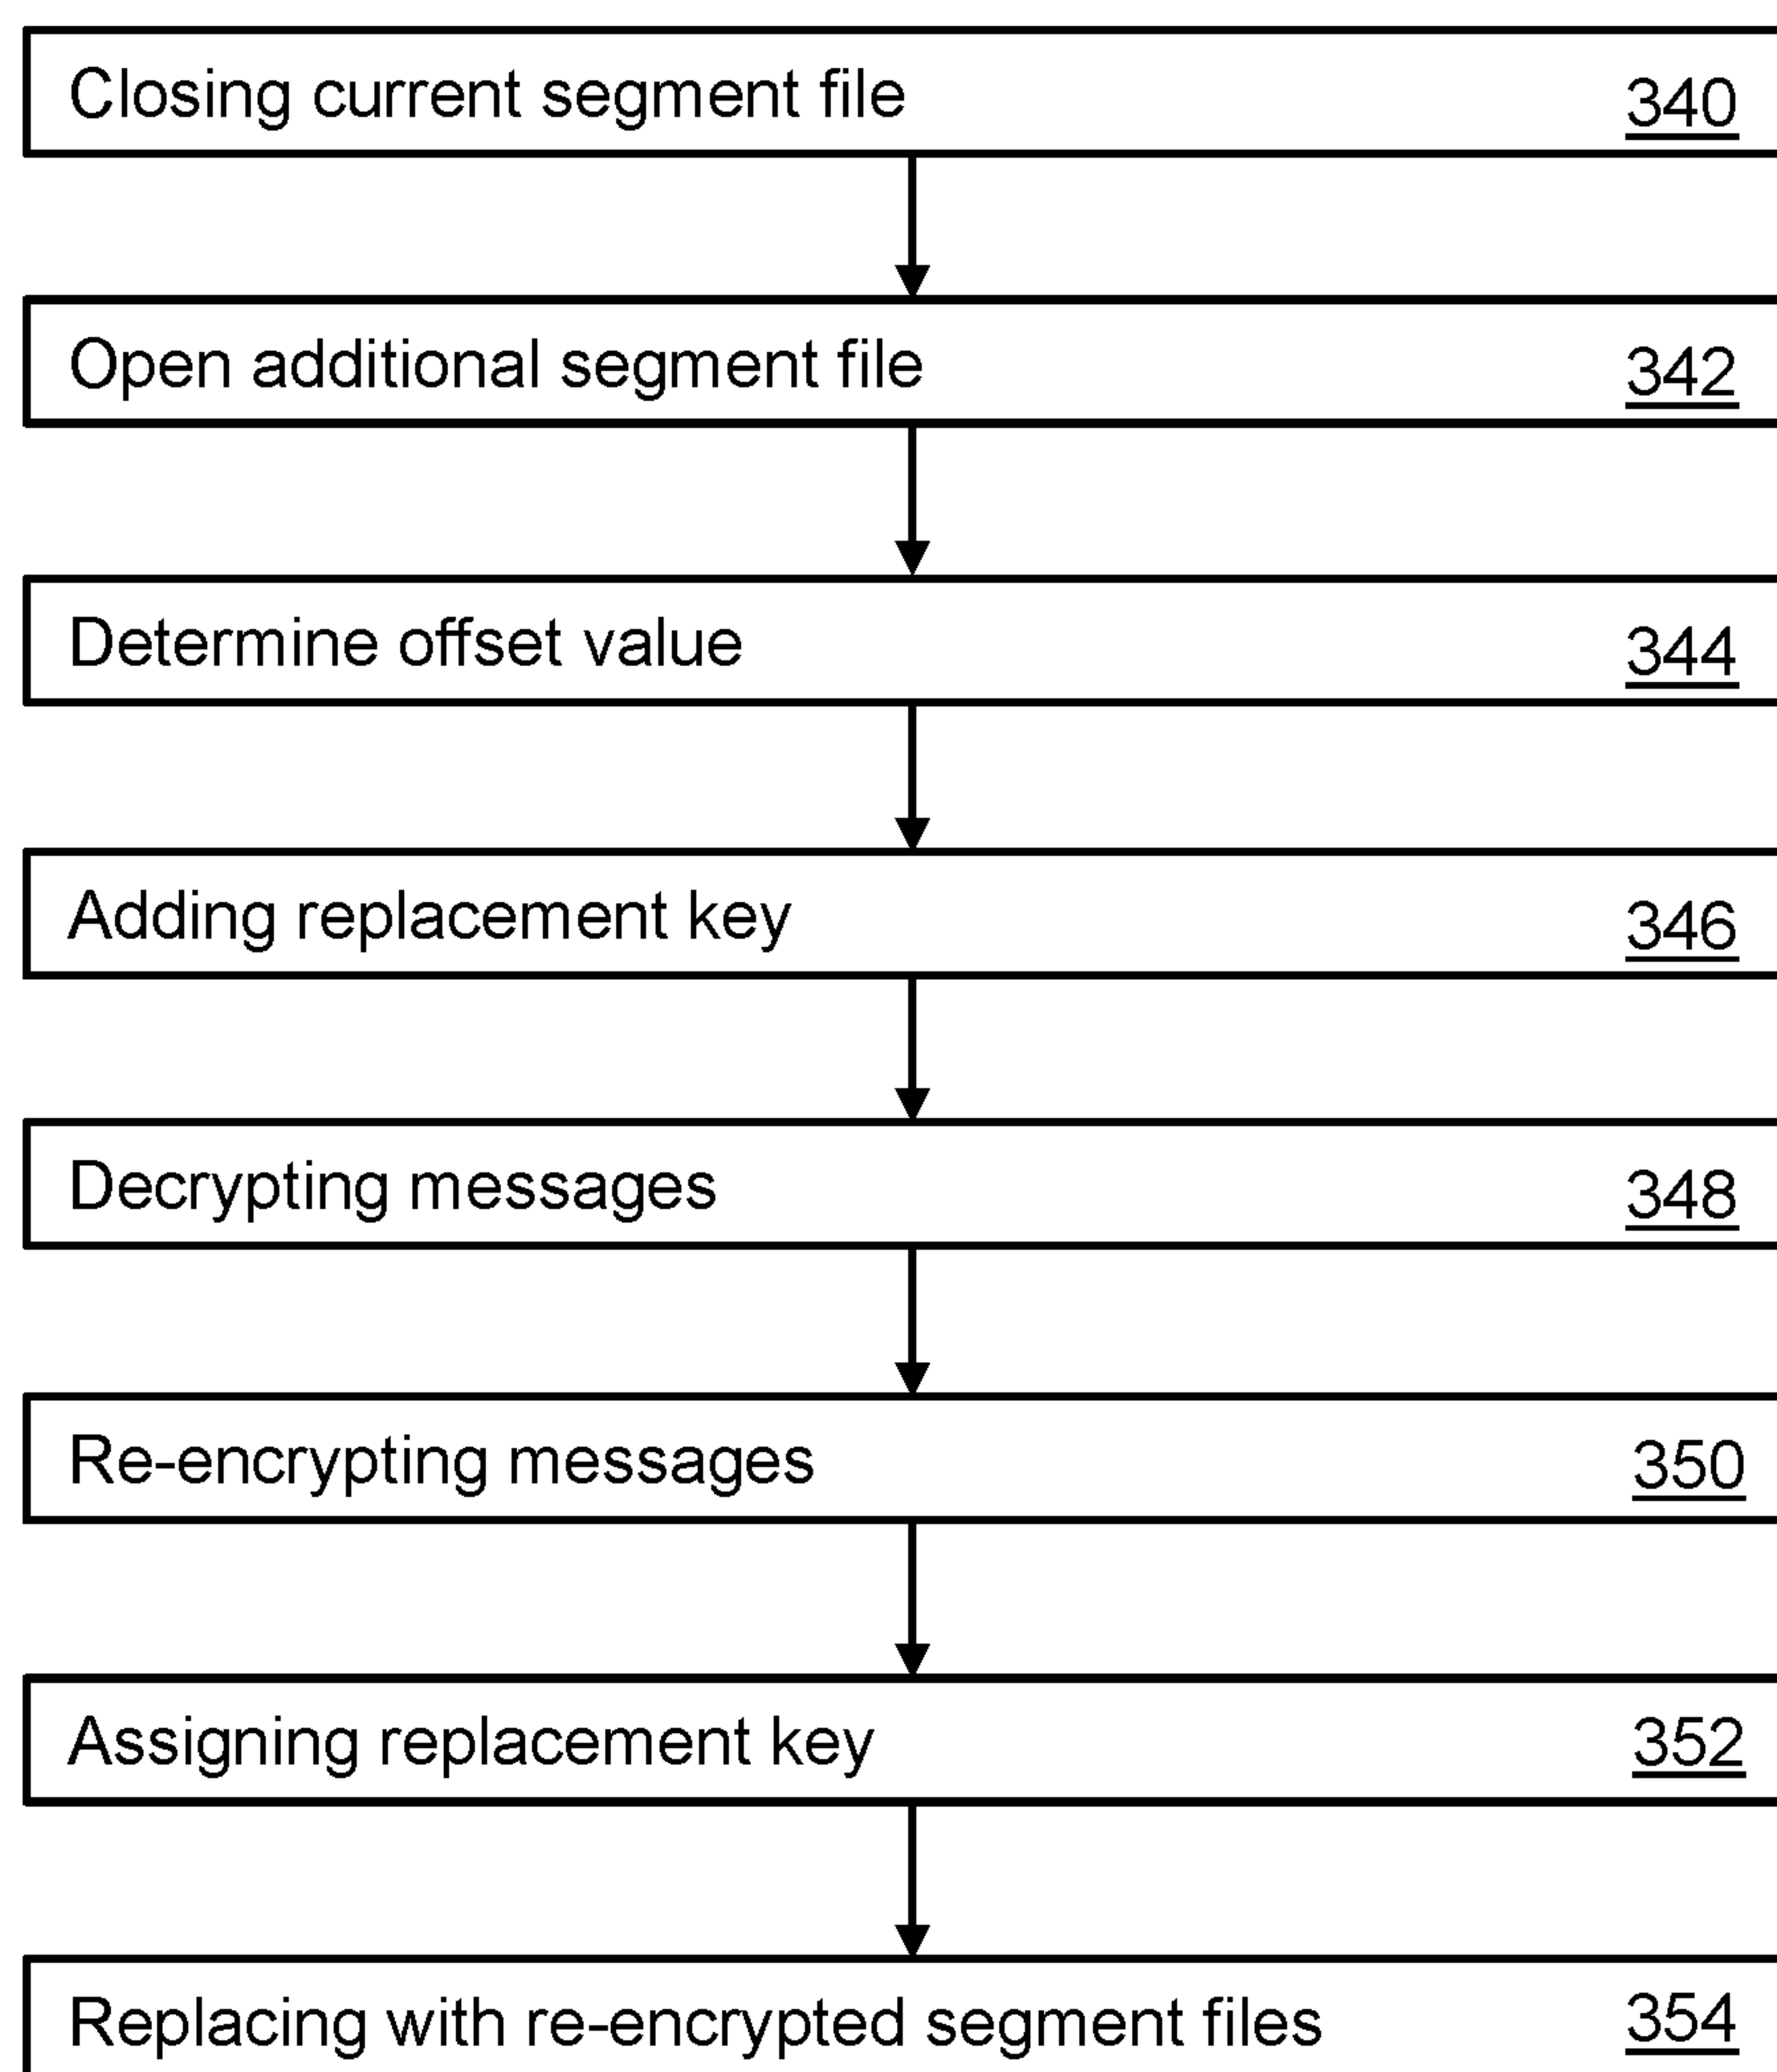 Closing current segment file 340
Open additional segment file 342
Determine offset value 344
Adding replacement key 346
Decrypting messages 348
Re-encrypting messages 350
Assigning replacement key 352
Replacing with re-encrypted segment files 354